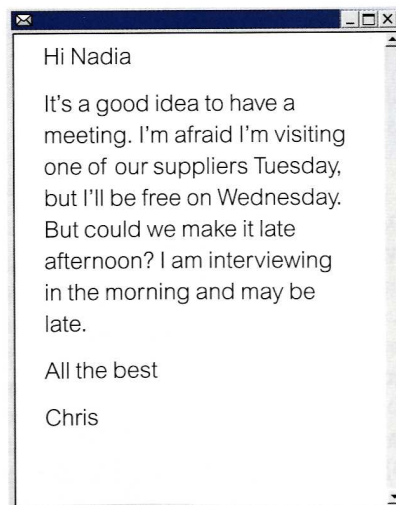 Hi Nadia
It's a good idea to have a
meeting. I'm afraid I'm visiting
one of our suppliers Tuesday,
but I'll be free on Wednesday.
But could we make it late
afternoon? I am interviewing
in the morning and may be
late.
All the best
Chris